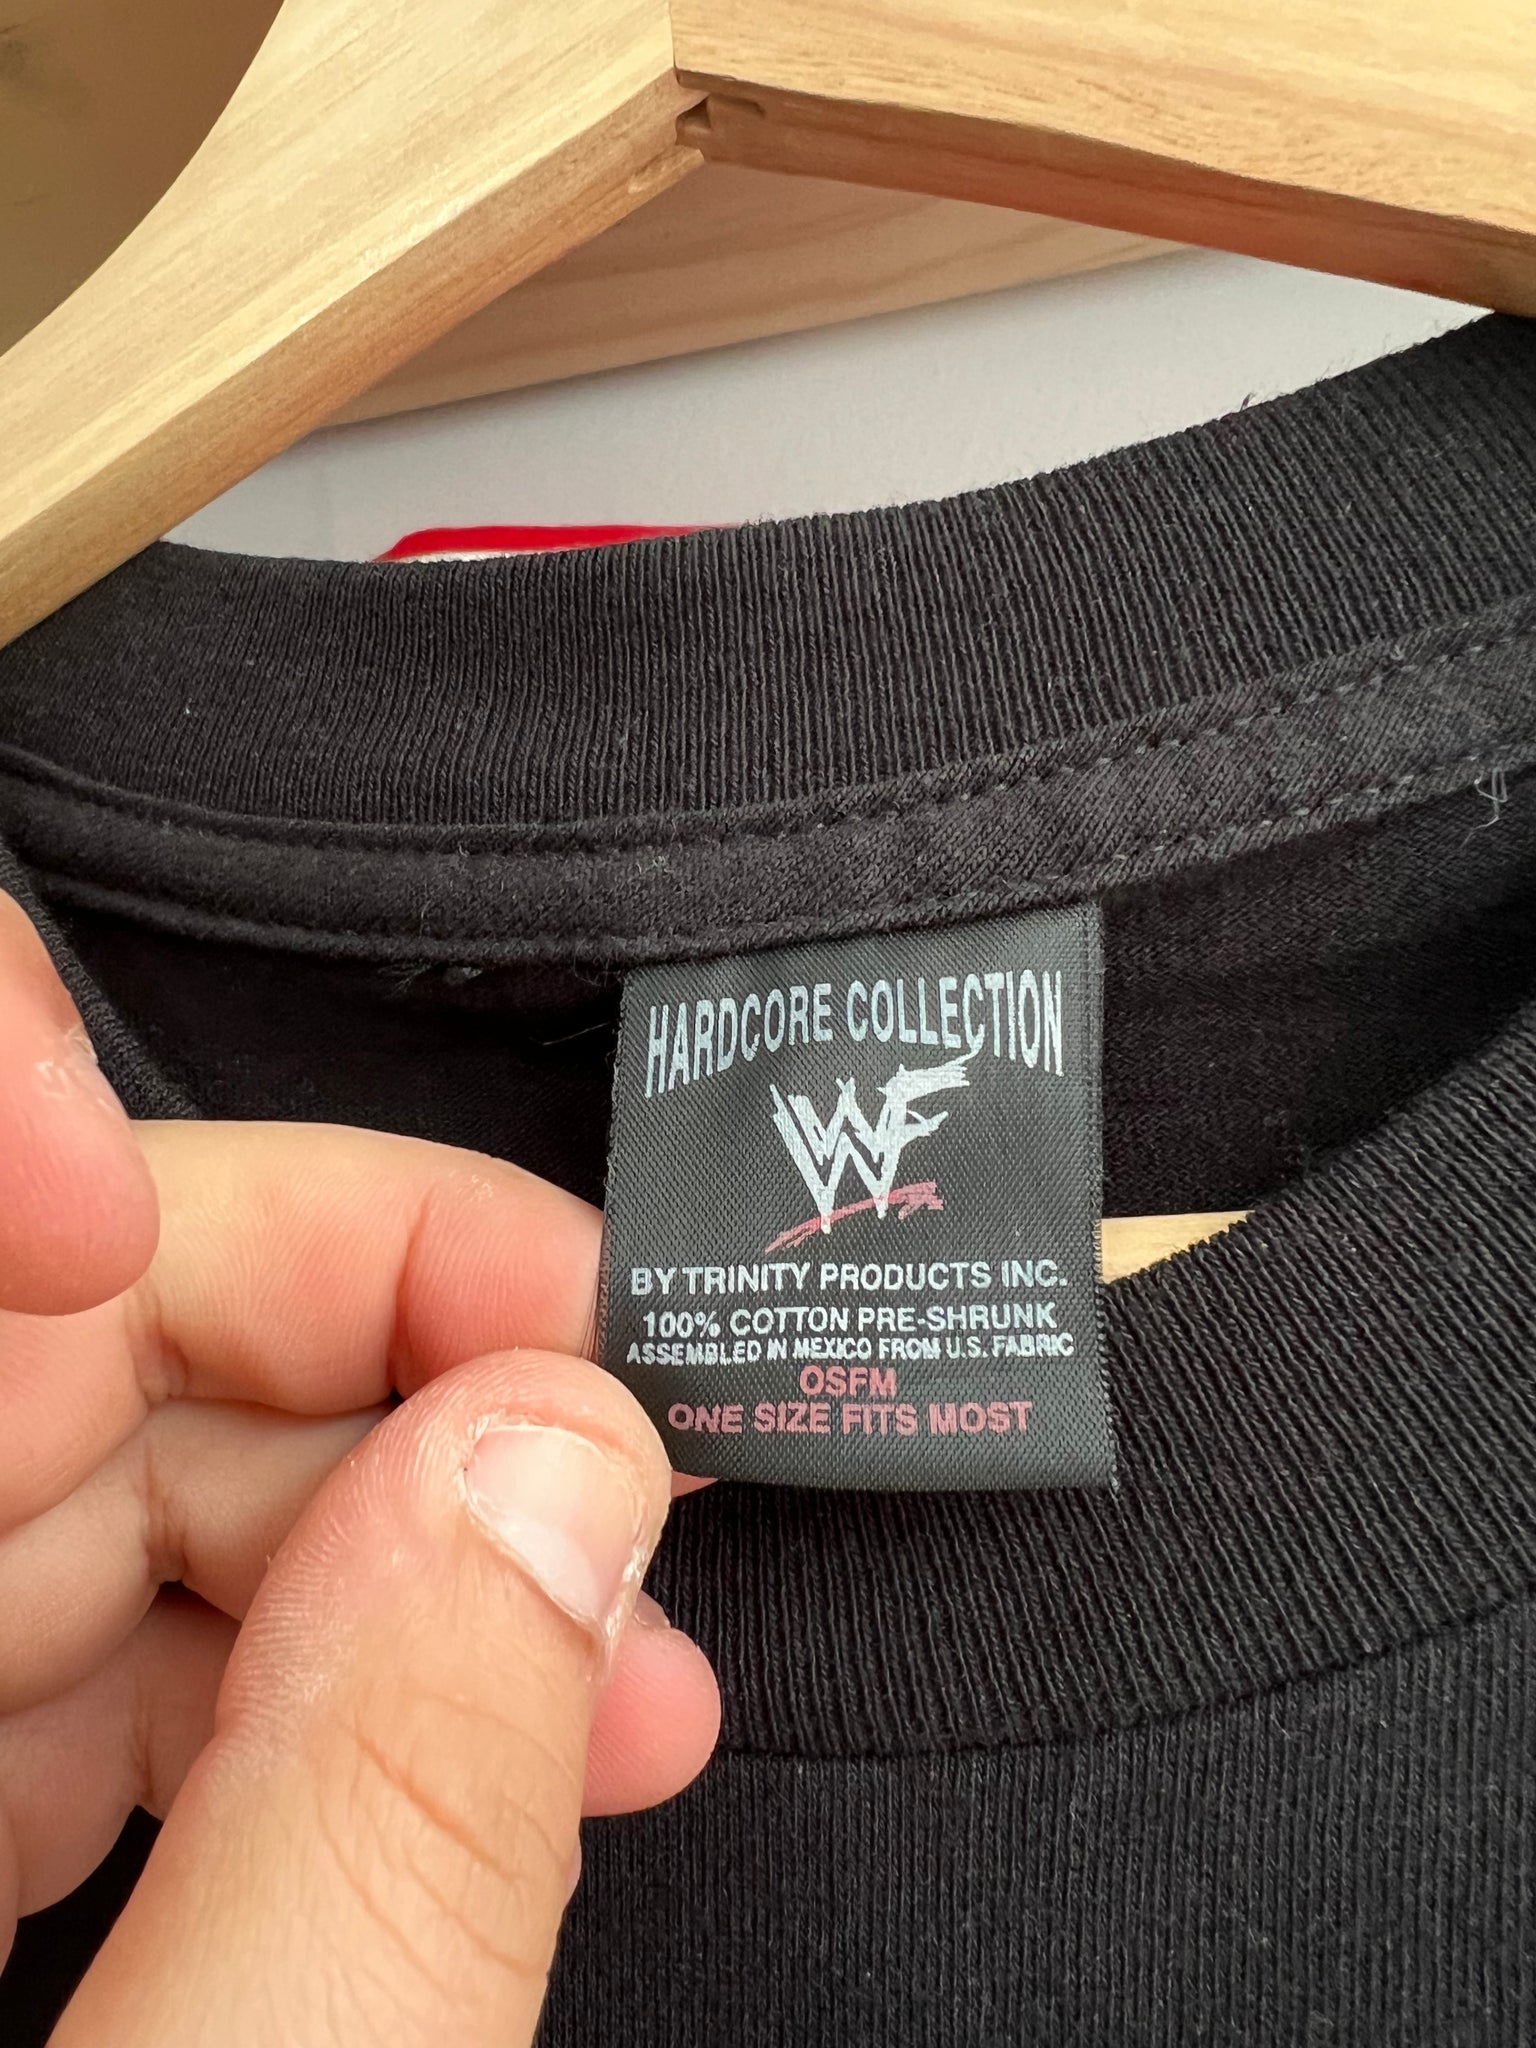 HARDCORE COLLECTION
WF
BY TRINITY PRODUCTS INC.
100% COTTON PRE-SHRUNK
ASSEMBLED IN MEXICO FROM U.S. FABRIC
OSFM
ONE SIZE FITS MOST